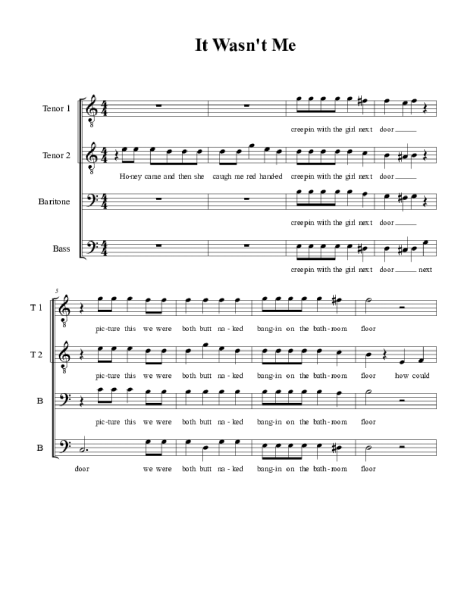 It Wasn't Me
Tenor 1
creepin with the girl next door
Tenor 2
Ho-ney came and then she caugh me red handed creepin with the girl next door
Baritone
creepin with the girl next door
Bass
creepin with the girl next door next
5
T 1
pic-ture this we were both butt na-ked bang-in on the bath-room floor
T 2
pic-ture this we were both butt na-ked bang-in on the bath-room floor how could
B
pic-ture this we were both butt na-ked bang-in on the bath-room floor
B
door we were both butt na-ked bang-in on the bath-room floor